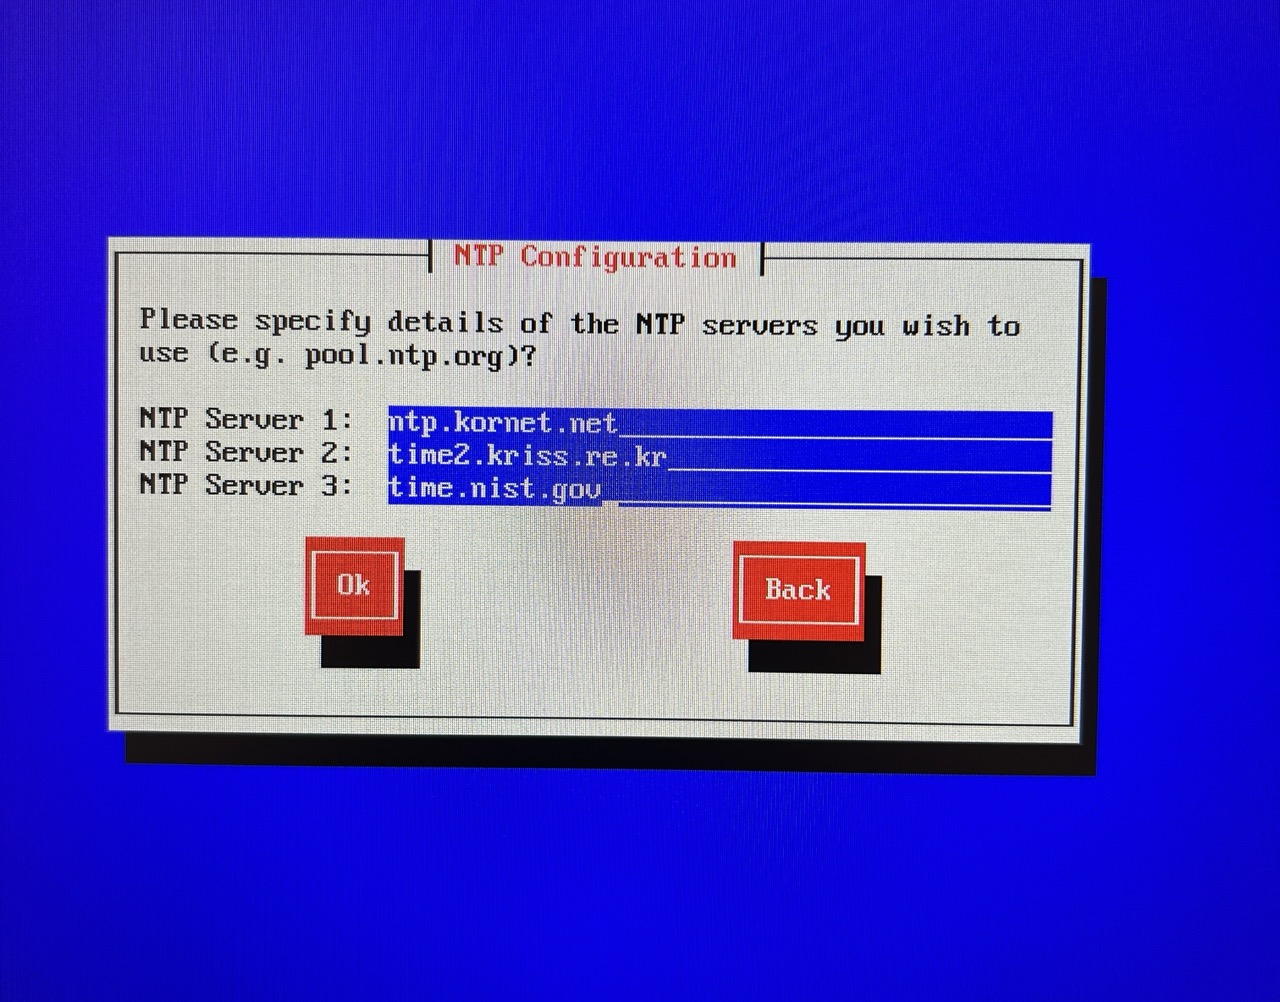 NTP Configuration
Please specify details of the NTP servers you wish to
use (e.g. pool.ntp.org)?
NTP Server 1: ntp.kornet.net
NTP Server 2: time2.kriss.re.kr
NTP Server 3: time.nist.gov
Ok Back